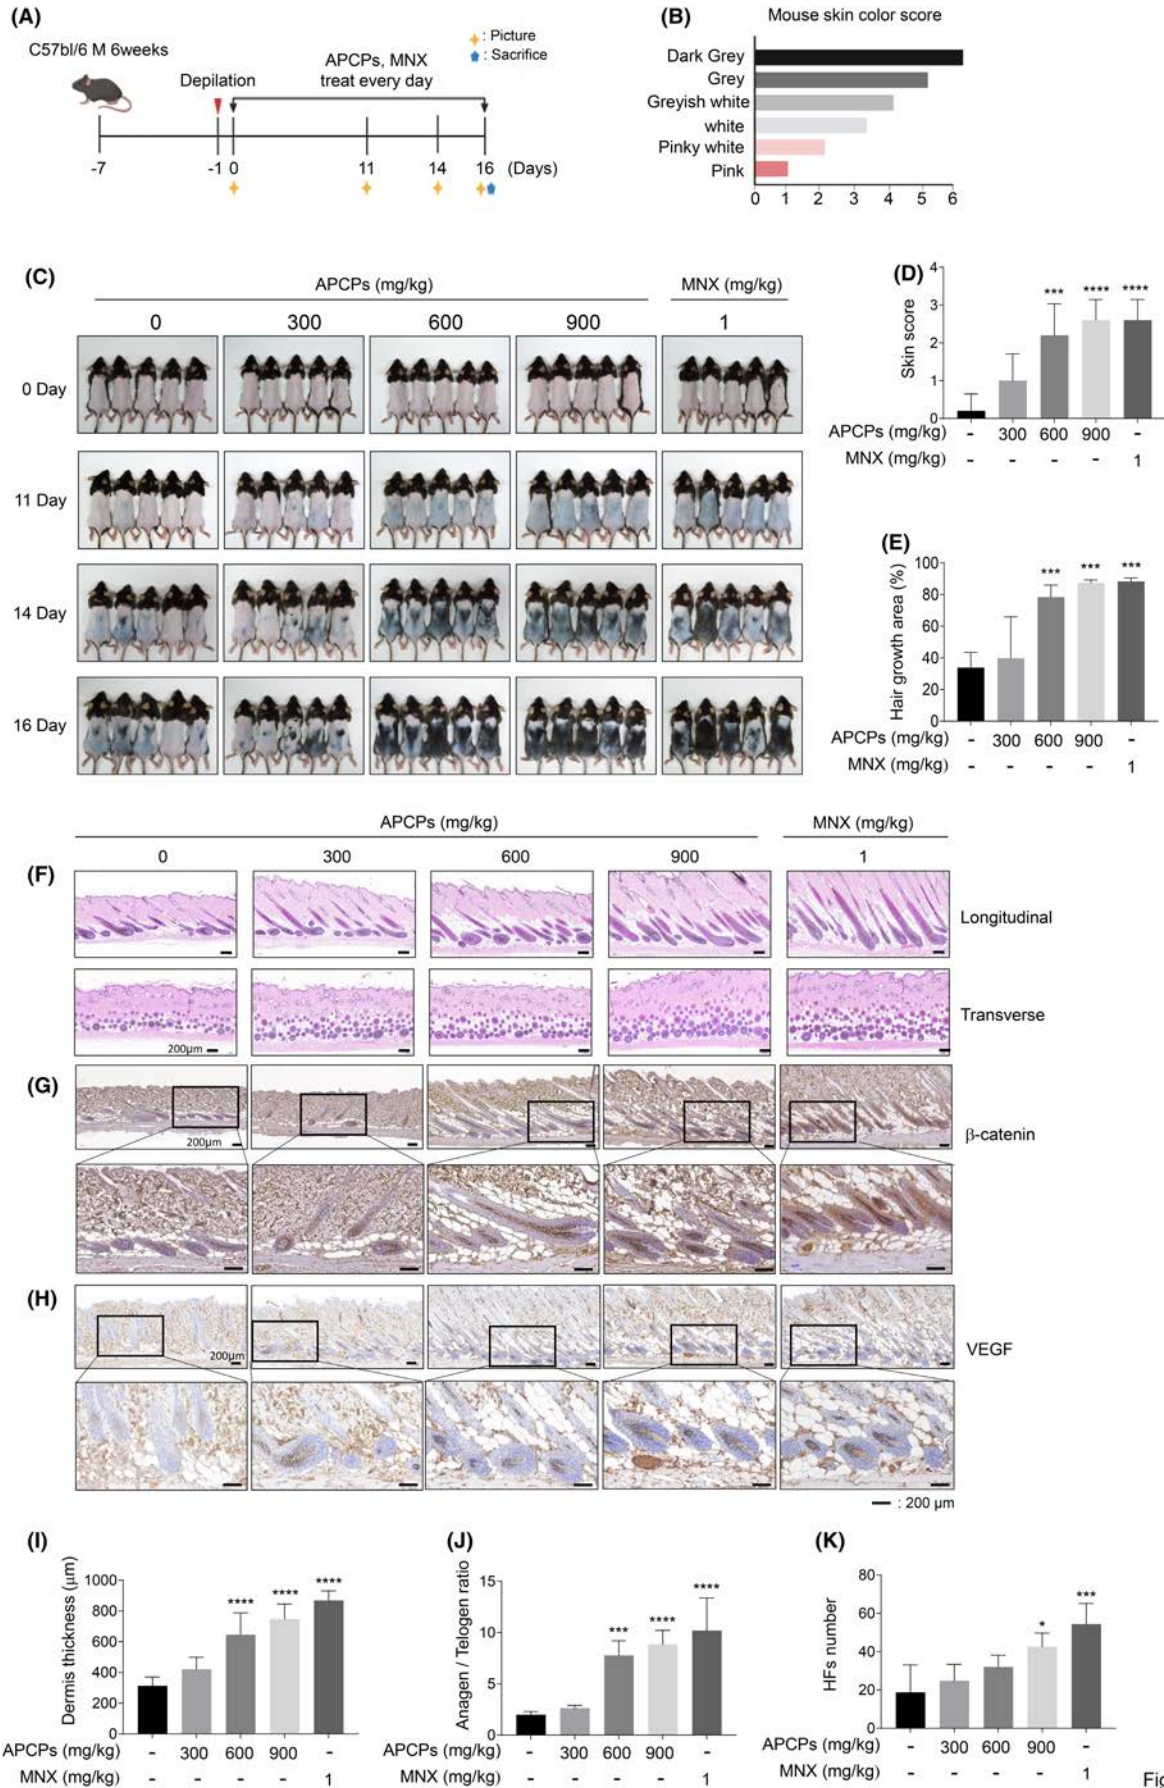 (A)
C57bl/6 M 6weeks
Depilation
APCPs, MNX
treat every day
: Picture
: Sacrifice
-7 -1 0 11 14 16 (Days)
(B)
Mouse skin color score
Dark Grey
Grey
Greyish white
white
Pinky white
Pink
0 1 2 3 4 5 6
(C)
APCPs (mg/kg) MNX (mg/kg)
0 300 600 900 1
0 Day
11 Day
14 Day
16 Day
(D)
Skin score
4
3
2
1
0
*** **** ****
APCPs (mg/kg) - 300 600 900 -
MNX (mg/kg) - - - - 1
(E)
Hair growth area (%)
100
80
60
40
20
0
*** *** ***
APCPs (mg/kg) - 300 600 900 -
MNX (mg/kg) - - - - 1
APCPs (mg/kg) MNX (mg/kg)
0 300 600 900 1
(F)
Longitudinal
Transverse
200µm
(G)
β-catenin
200µm
(H)
VEGF
200µm
: 200 µm
(I)
Dermis thickness (µm)
1000
800
600
400
200
0
**** **** ****
APCPs (mg/kg) - 300 600 900 -
MNX (mg/kg) - - - - 1
(J)
Anagen / Telogen ratio
15
10
5
0
*** **** ****
APCPs (mg/kg) - 300 600 900 -
MNX (mg/kg) - - - - 1
(K)
HFs number
80
60
40
20
0
* ***
APCPs (mg/kg) - 300 600 900 -
MNX (mg/kg) - - - - 1
Fig